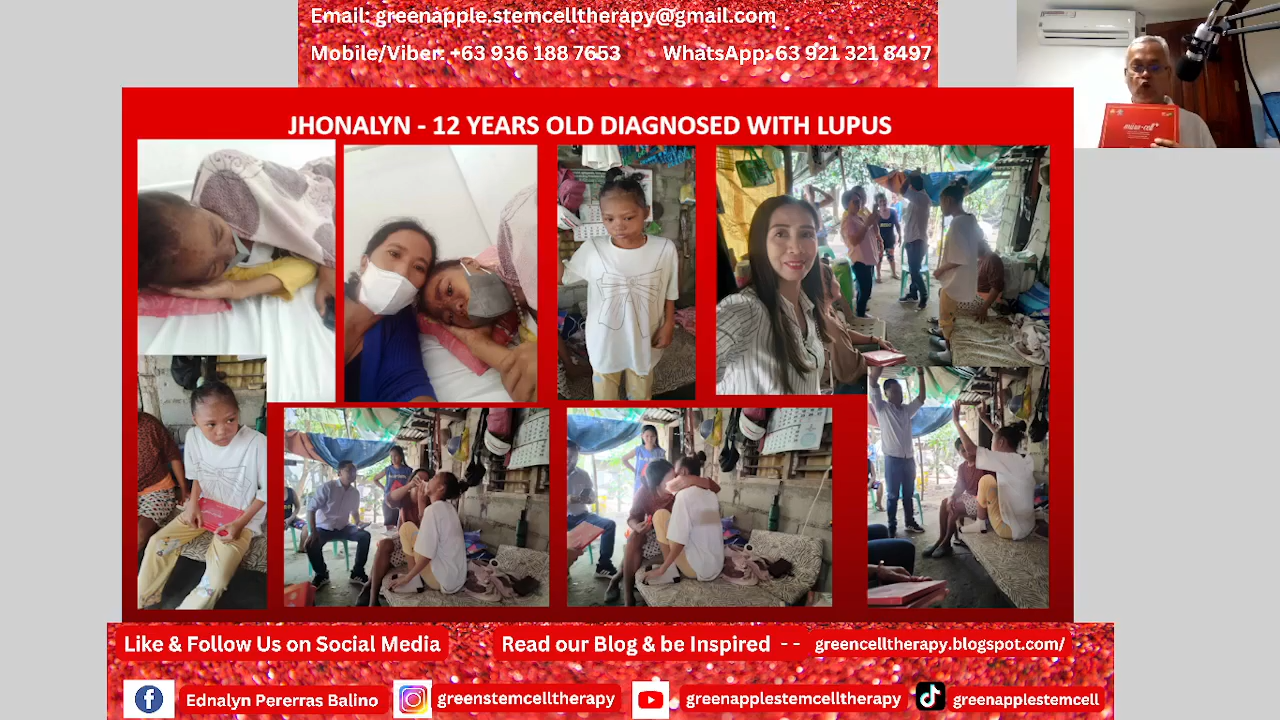 Email: greenapple.stemcelltherapy@gmail.com
Mobile/Viber: +63 936 188 7653 WhatsApp: 63 921 321 8497
JHONALYN - 12 YEARS OLD DIAGNOSED WITH LUPUS
Like & Follow Us on Social Media
Read our Blog & be Inspired - - greencelltherapy.blogspot.com/
Ednalyn Pererras Balino
greenstemcelltherapy
greenapplestemcelltherapy
greenapplestemcell